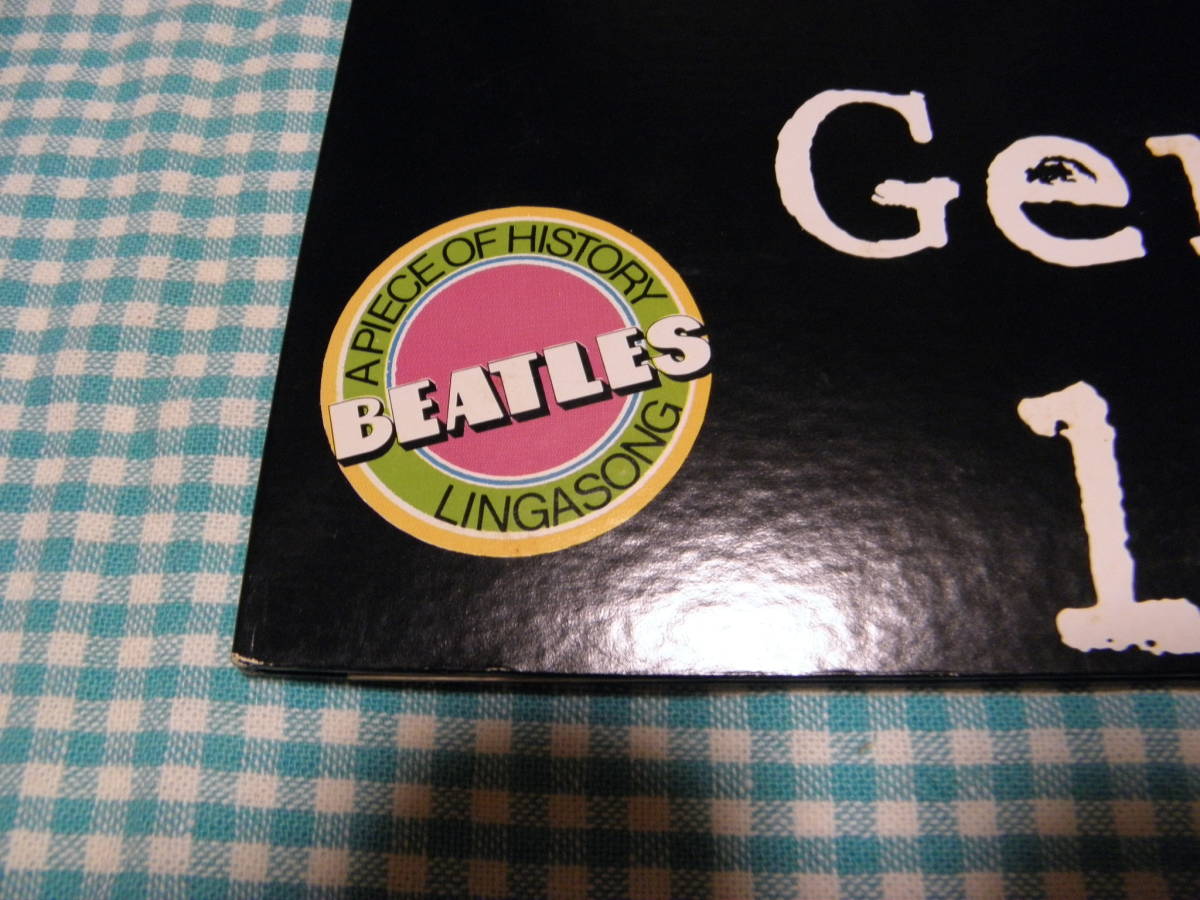 A PIECE OF HISTORY
BEATLES
LINGASONG
Ge
1